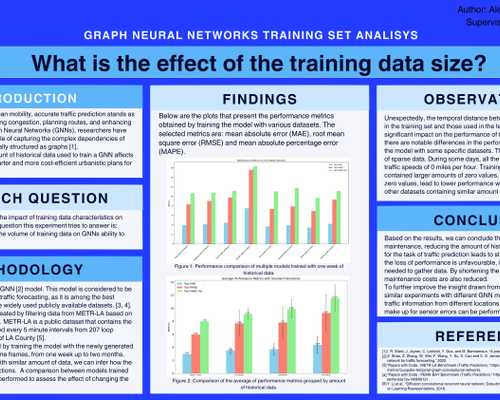 Author: Al
Supervis
GRAPH NEURAL NETWORKS TRAINING SET ANALISYS
What is the effect of the training data size?
RODUCTION
an mobility, accurate traffic prediction stands as
ing congestion, planning routes, and enhancing
h Neural Networks (GNNs), researchers have
le of capturing the complex dependencies of
ally structured as graphs [1].
unt of historical data used to train a GNN affects
rter and more cost-efficient urbanistic plans for
CH QUESTION
the impact of training data characteristics on
question this experiment tries to answer is:
the volume of training data on GNNs ability to
HODOLOGY
GNN [2] model. This model is considered to be
traffic forecasting, as it is among the best
widely used publicly available datasets. [3, 4].
eated by filtering data from METR-LA based on
METR-LA is a public dataset that contains the
d every 5 minute intervals from 207 loop
of LA County [5].
d by training the model with the newly generated
me frames, from one week up to two months.
with similar amount of data, we can infer how the
ctions. A comparison between models trained
performed to assess the effect of changing the
FINDINGS
Below are the plots that present the performance metrics
obtained by training the model with various datasets. The
selected metrics are: mean absolute error (MAE), root mean
square error (RMSE) and mean absolute percentage error
(MAPE).
Figure 1: Performance comparison of multiple models trained with one week of
historical data
Figure 2: Comparison of the average of performance metrics grouped by amount
of historical data
OBSERVAT
Unexpectedly, the temporal distance betw
in the training set and those used in the te
significant impact on the performance of t
there are notable differences in the perfor
the model with some specific datasets. Th
of sparse data. During some days, all the
traffic speeds of 0 miles per hour. Training
contained larger amounts of zero values,
zero values, lead to lower performance w
other datasets containing similar amount
CONCLUS
Based on the results, we can conclude th
maintenance, reducing the amount of hist
for the task of traffic prediction leads to st
the loss of performance is unfavourable, i
needed to gather data. By shortening the
maintenance costs are also reduced.
To further improve the insight drawn from
similar experiments with different GNN m
traffic information from different locations
make up for sensor errors can be perform
REFEREN